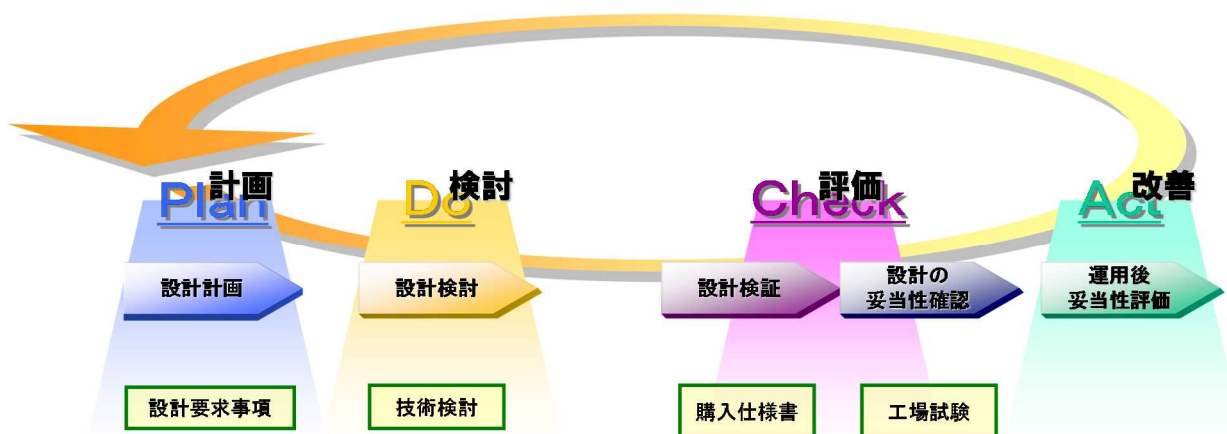 Plan 計画
Do 検討
Check 評価
Act 改善
設計計画
設計検討
設計検証
設計の
妥当性確認
運用後
妥当性評価
設計要求事項
技術検討
購入仕様書
工場試験